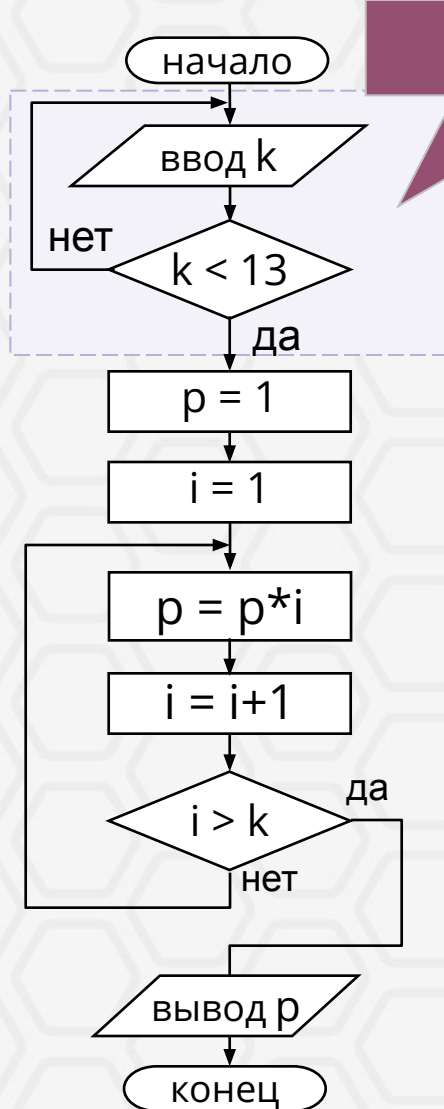 начало
ввод k
нет
k < 13
да
p = 1
i = 1
p = p*i
i = i+1
да
i > k
нет
вывод p
конец